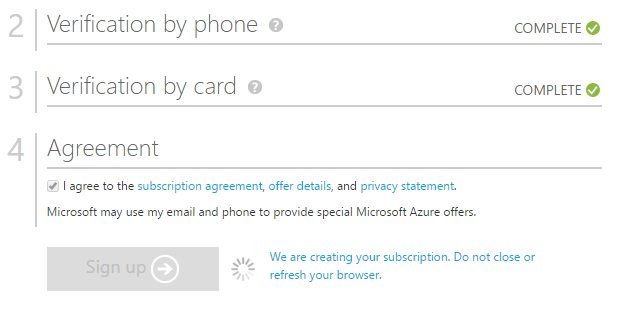 2 Verification by phone ? COMPLETE
3 Verification by card ? COMPLETE
4 Agreement
I agree to the subscription agreement, offer details, and privacy statement.
Microsoft may use my email and phone to provide special Microsoft Azure offers.
Sign up
We are creating your subscription. Do not close or
refresh your browser.